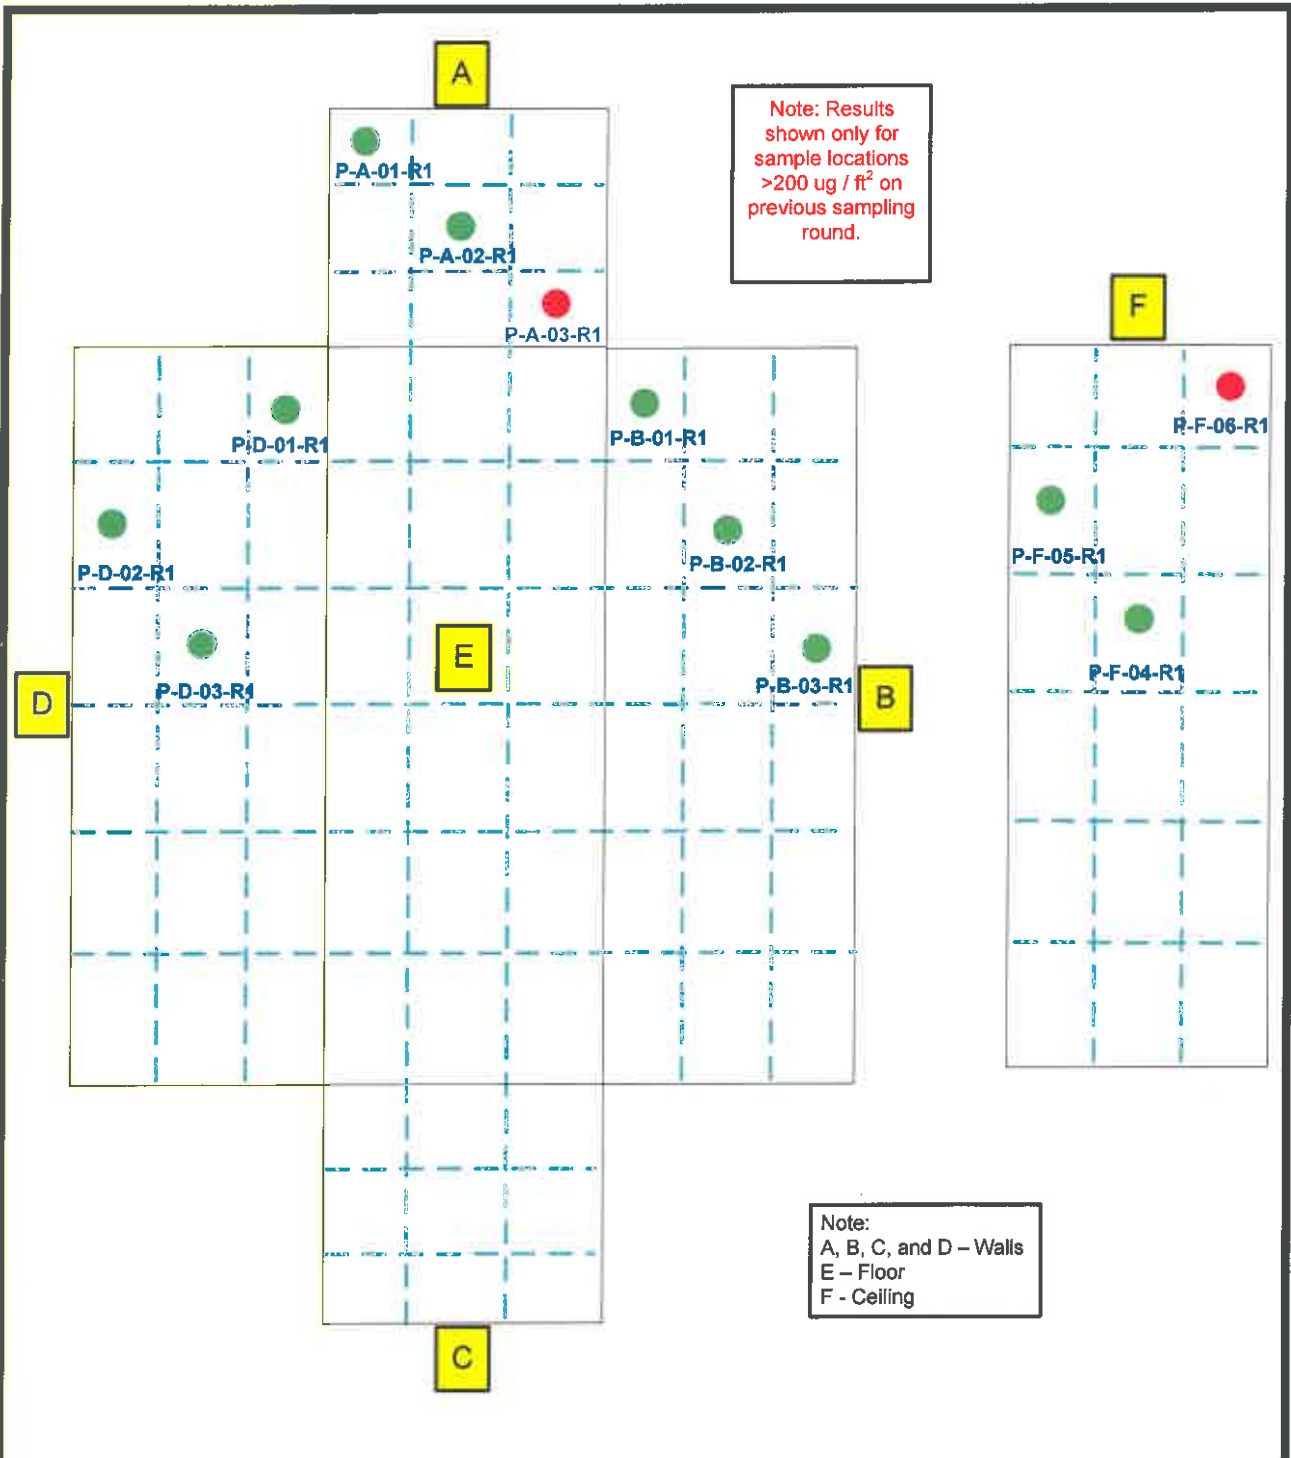 A
Note: Results
shown only for
sample locations
>200 ug / ft² on
previous sampling
round.
P-A-01-R1
P-A-02-R1
P-A-03-R1
F
P-D-01-R1
P-B-01-R1
P-F-06-R1
P-D-02-R1
P-B-02-R1
P-F-05-R1
E
P-D-03-R1
P-B-03-R1
P-F-04-R1
D
B
Note:
A, B, C, and D – Walls
E – Floor
F - Ceiling
C